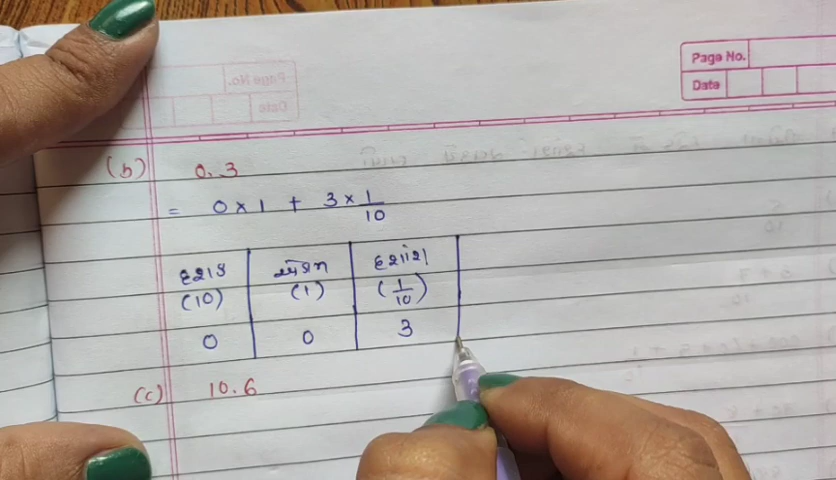 Page No.
Date
(b) 0.3
= 0 × 1 + 3 × 1/10
દશક એકમ દશાંશ
(10) (1) (1/10)
0 0 3
(c) 10.6